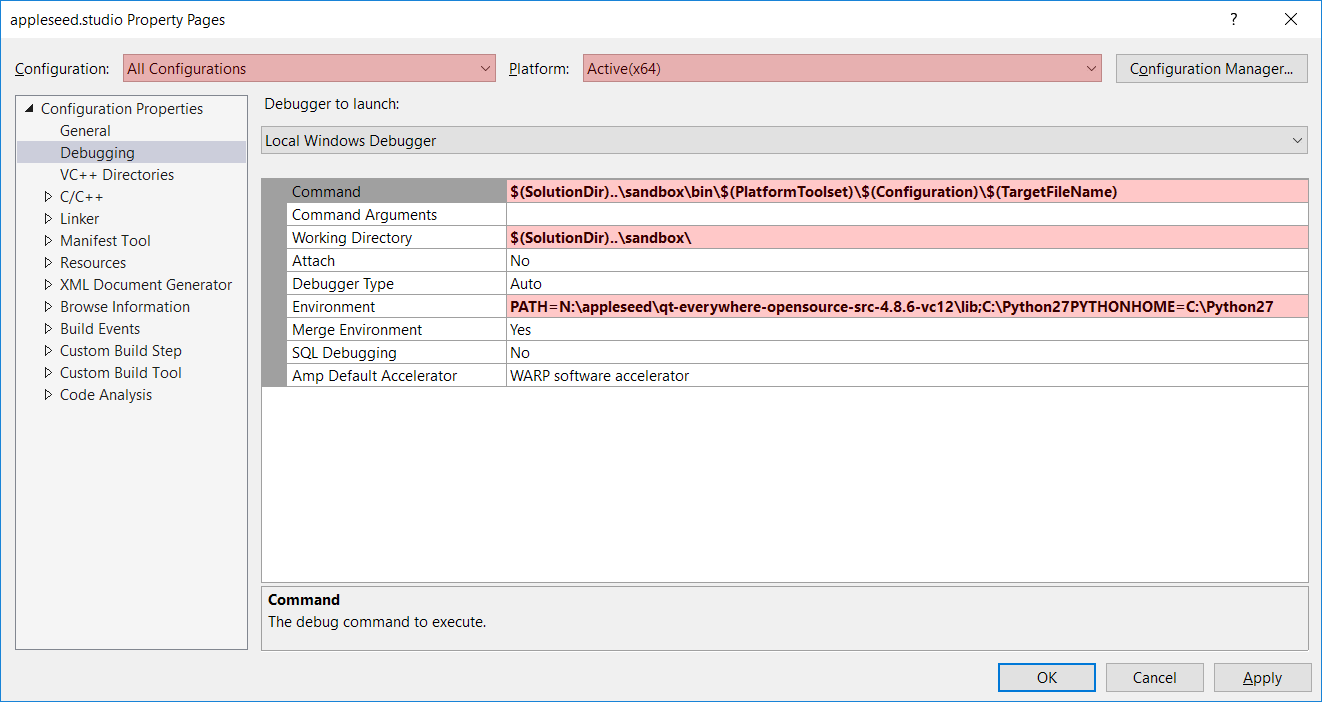 appleseed.studio Property Pages
?
Configuration: All Configurations Platform: Active(x64) Configuration Manager...
Configuration Properties
General
Debugging
VC++ Directories
C/C++
Linker
Manifest Tool
Resources
XML Document Generator
Browse Information
Build Events
Custom Build Step
Custom Build Tool
Code Analysis
Debugger to launch:
Local Windows Debugger
Command $(SolutionDir)..\sandbox\bin\$(PlatformToolset)\$(Configuration)\$(TargetFileName)
Command Arguments
Working Directory $(SolutionDir)..\sandbox\
Attach No
Debugger Type Auto
Environment PATH=N:\appleseed\qt-everywhere-opensource-src-4.8.6-vc12\lib;C:\Python27PYTHONHOME=C:\Python27
Merge Environment Yes
SQL Debugging No
Amp Default Accelerator WARP software accelerator
Command
The debug command to execute.
OK Cancel Apply